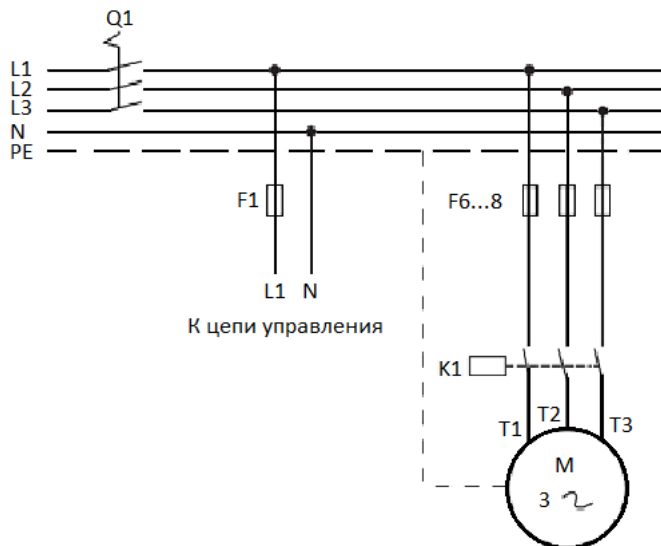 Q1
L1
L2
L3
N
PE
F1
F6...8
L1 N
К цепи управления
K1
T1 T2 T3
M
3